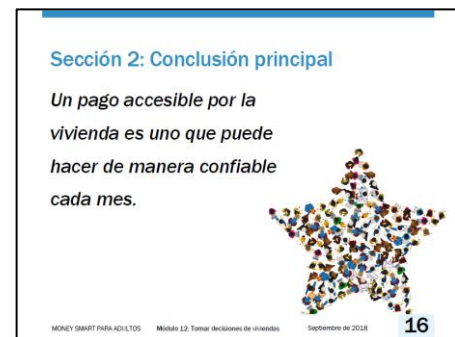 Sección 2: Conclusión principal
Un pago accesible por la
vivienda es uno que puede
hacer de manera confiable
cada mes.
MONEY SMART PARA ADULTOS Módulo 12: Tomar decisiones de viviendas Septiembre de 2018 16